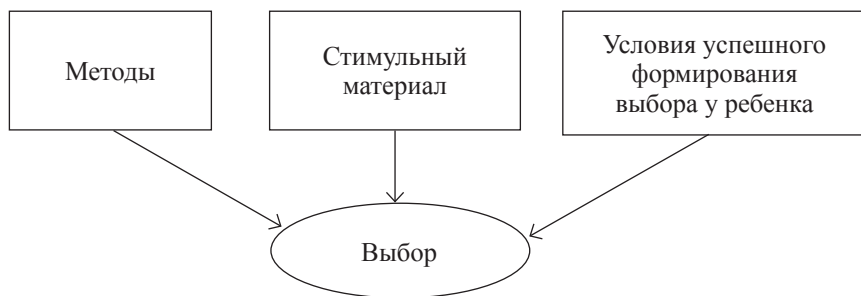 Методы
Стимульный
материал
Условия успешного
формирования
выбора у ребенка
Выбор